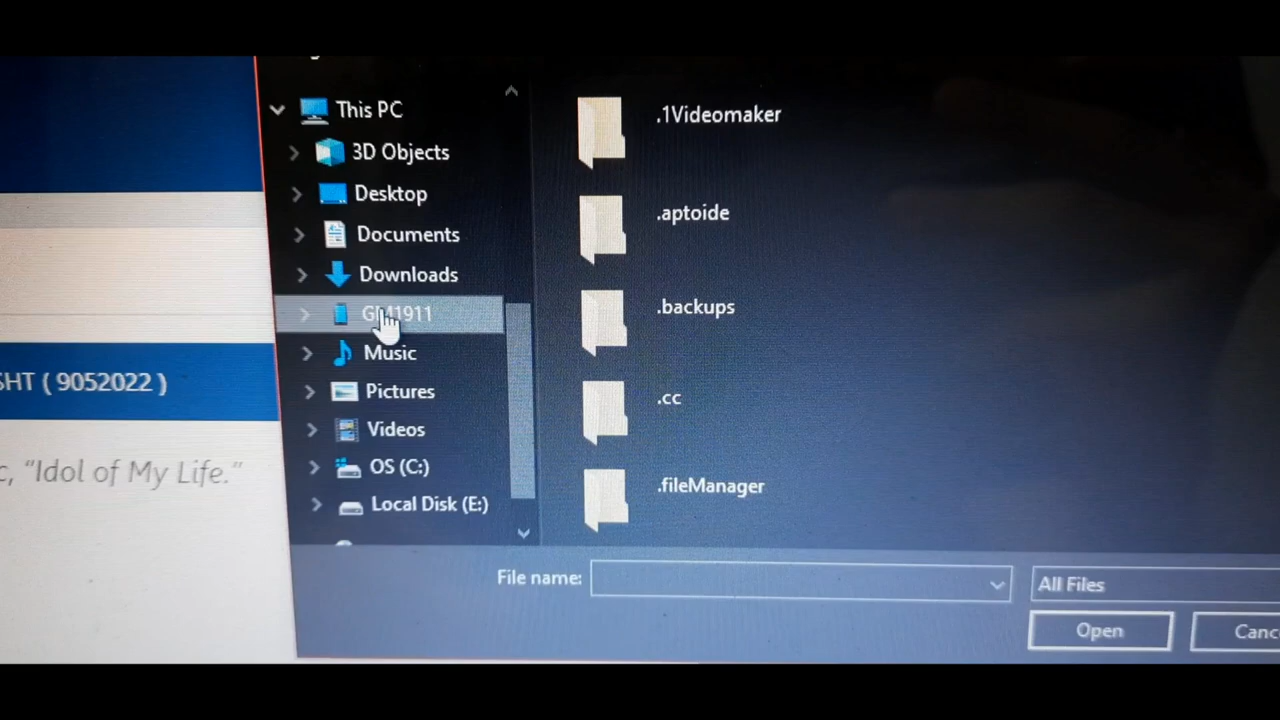 This PC
3D Objects
Desktop
Documents
Downloads
GM1911
Music
Pictures
Videos
OS (C:)
Local Disk (E:)
.1Videomaker
.aptoide
.backups
.cc
.fileManager
File name:
All Files
Open
SHT ( 9052022 )
c, “Idol of My Life.”